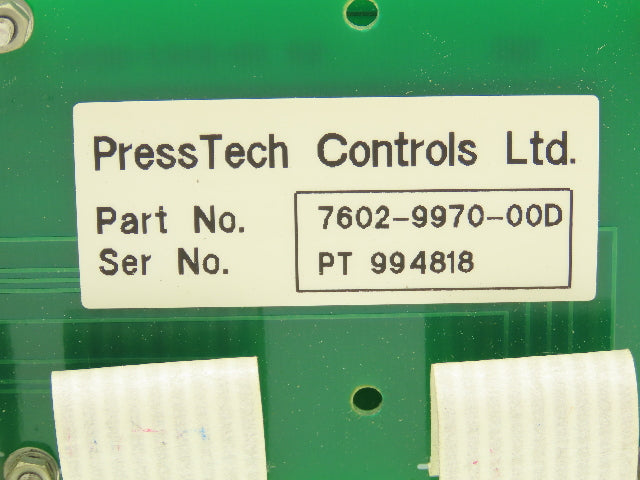 PressTech Controls Ltd.
Part No. 7602-9970-00D
Ser No. PT 994818